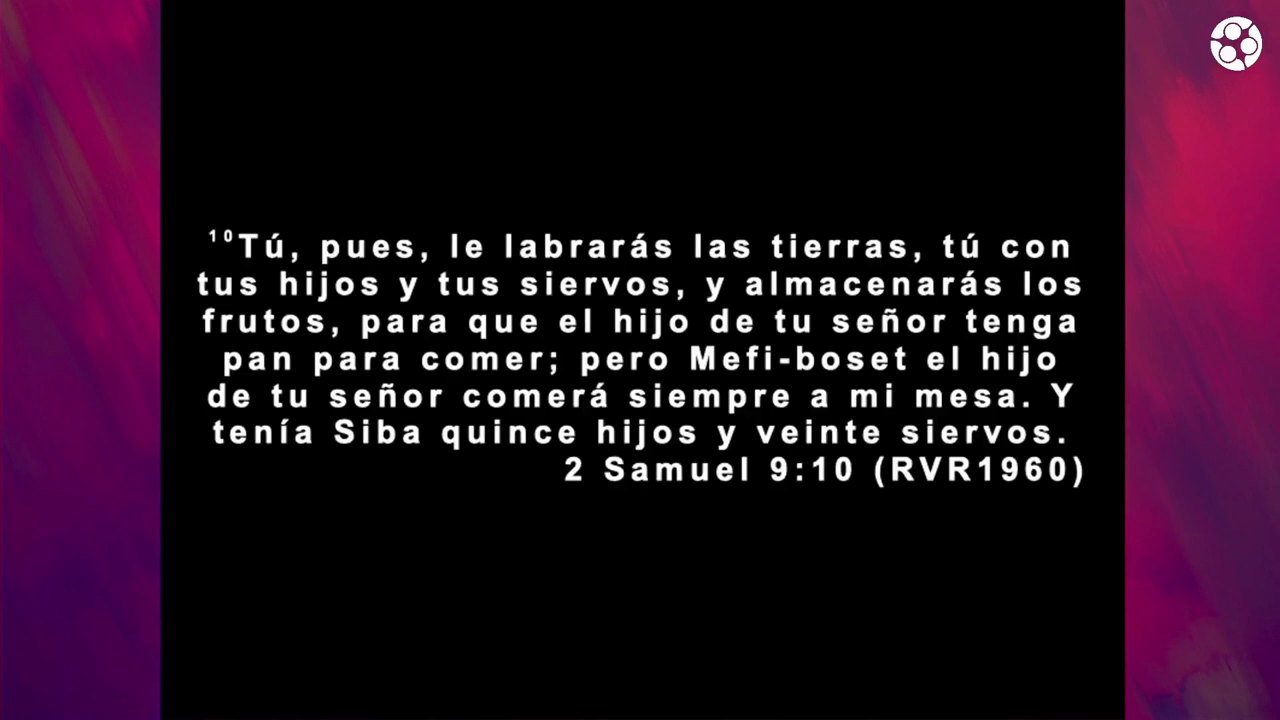 ¹⁰Tú, pues, le labrarás las tierras, tú con
tus hijos y tus siervos, y almacenarás los
frutos, para que el hijo de tu señor tenga
pan para comer; pero Mefi-boset el hijo
de tu señor comerá siempre a mi mesa. Y
tenía Siba quince hijos y veinte siervos.
2 Samuel 9:10 (RVR1960)